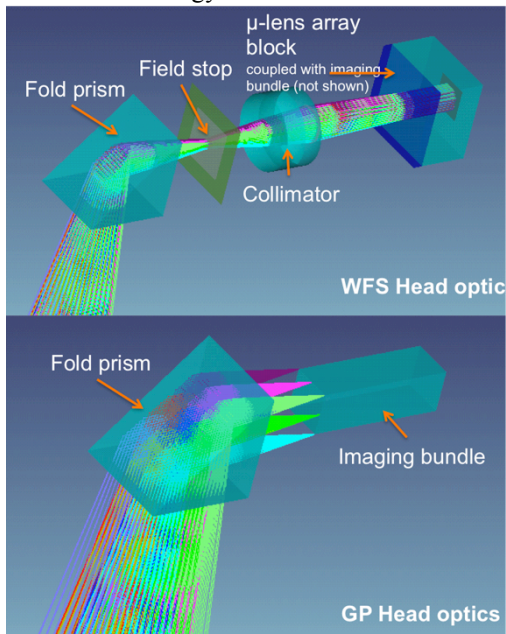 μ-lens array
block
coupled with imaging
bundle (not shown)
Field stop
Fold prism
Collimator
WFS Head optic
Fold prism
Imaging bundle
GP Head optics